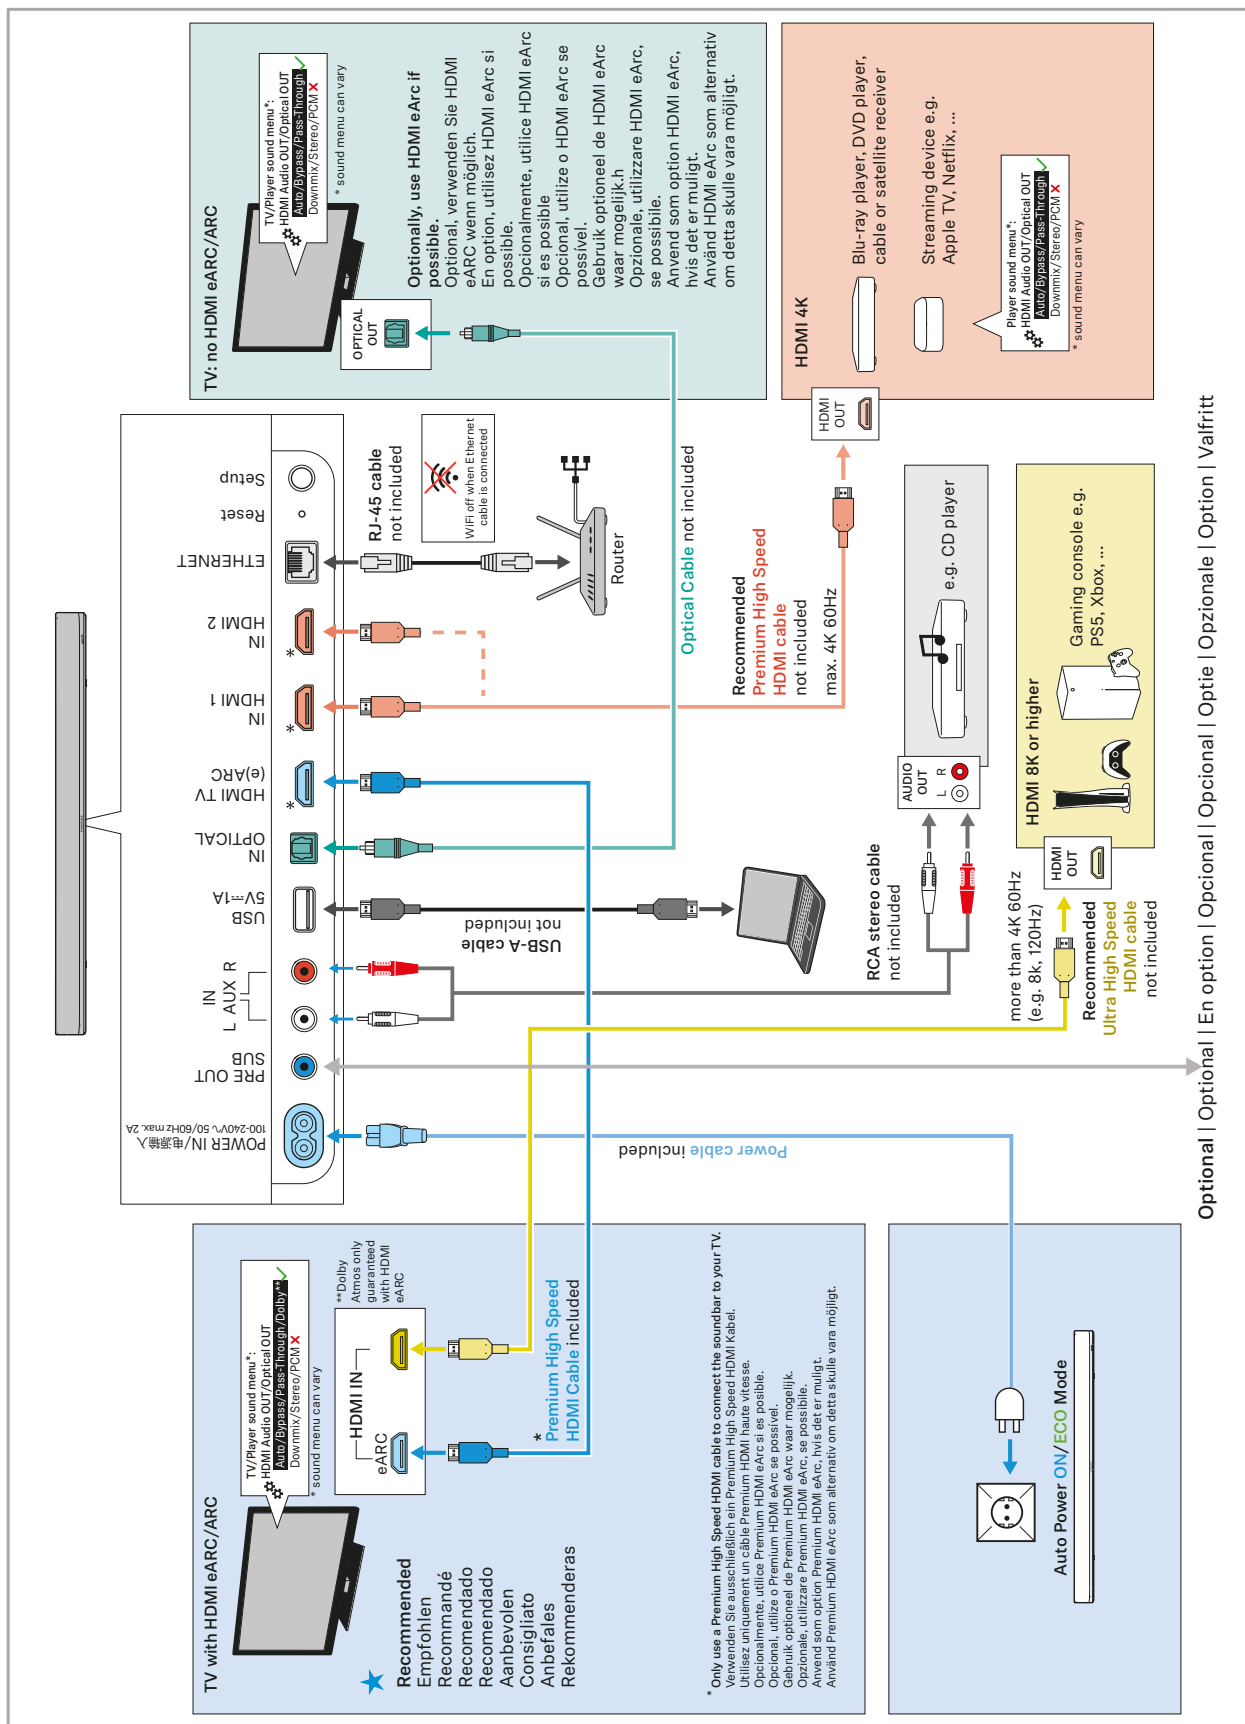 TV with HDMI eARC/ARC
TV/Player sound menu*:
HDMI Audio OUT/Optical OUT
Auto/Bypass/Pass-Through/Dolby**
Downmix/Stereo/PCM X
* sound menu can vary
**Dolby
Atmos only
guaranteed
with HDMI
eARC
HDMI IN
eARC
Recommended
Empfohlen
Recommandé
Recomendado
Recomendado
Aanbevolen
Consigliato
Anbefales
Rekommenderas
*
Premium High Speed
HDMI Cable included
* Only use a Premium High Speed HDMI cable to connect the soundbar to your TV.
Verwenden Sie ausschließlich ein Premium High Speed HDMI Kabel.
Utilisez uniquement un câble Premium HDMI haute vitesse.
Opcionalmente, utilice Premium HDMI eArc si es posible.
Opcional, utilize o Premium HDMI eArc se possível.
Gebruik optioneel de Premium HDMI eArc waar mogelijk.
Opzionale, utilizzare Premium HDMI eArc, se possibile.
Anvend som option Premium HDMI eArc, hvis det er muligt.
Använd Premium HDMI eArc som alternativ om detta skulle vara möjligt.
Auto Power ON/ECO Mode
POWER IN/电源输入
100-240V~ 50/60Hz max. 2A
PRE OUT
SUB
IN
L AUX R
USB
5V⎓1A
IN
OPTICAL
HDMI TV
(e)ARC
*
IN
HDMI 1
*
IN
HDMI 2
*
ETHERNET
Reset
Setup
Power cable included
USB-A cable
not included
RJ-45 cable
not included
WiFi off when Ethernet
cable is connected
Router
Optical Cable not included
Recommended
Premium High Speed
HDMI cable
not included
max. 4K 60Hz
RCA stereo cable
not included
AUDIO
OUT
L R
e.g. CD player
more than 4K 60Hz
(e.g. 8k, 120Hz)
Recommended
Ultra High Speed
HDMI cable
not included
HDMI 8K or higher
HDMI
OUT
Gaming console e.g.
PS5, Xbox, ...
TV: no HDMI eARC/ARC
TV/Player sound menu*:
HDMI Audio OUT/Optical OUT
Auto/Bypass/Pass-Through
Downmix/Stereo/PCM X
* sound menu can vary
OPTICAL
OUT
Optionally, use HDMI eArc if
possible.
Optional, verwenden Sie HDMI
eARC wenn möglich.
En option, utilisez HDMI eArc si
possible.
Opcionalmente, utilice HDMI eArc
si es posible
Opcional, utilize o HDMI eArc se
possível.
Gebruik optioneel de HDMI eArc
waar mogelijk.h
Opzionale, utilizzare HDMI eArc,
se possibile.
Anvend som option HDMI eArc,
hvis det er muligt.
Använd HDMI eArc som alternativ
om detta skulle vara möjligt.
HDMI 4K
HDMI
OUT
Blu-ray player, DVD player,
cable or satellite receiver
Streaming device e.g.
Apple TV, Netflix, ...
Player sound menu*:
HDMI Audio OUT/Optical OUT
Auto/Bypass/Pass-Through
Downmix/Stereo/PCM X
* sound menu can vary
Optional | Optional | En option | Opcional | Opcional | Optie | Opzionale | Option | Valfritt